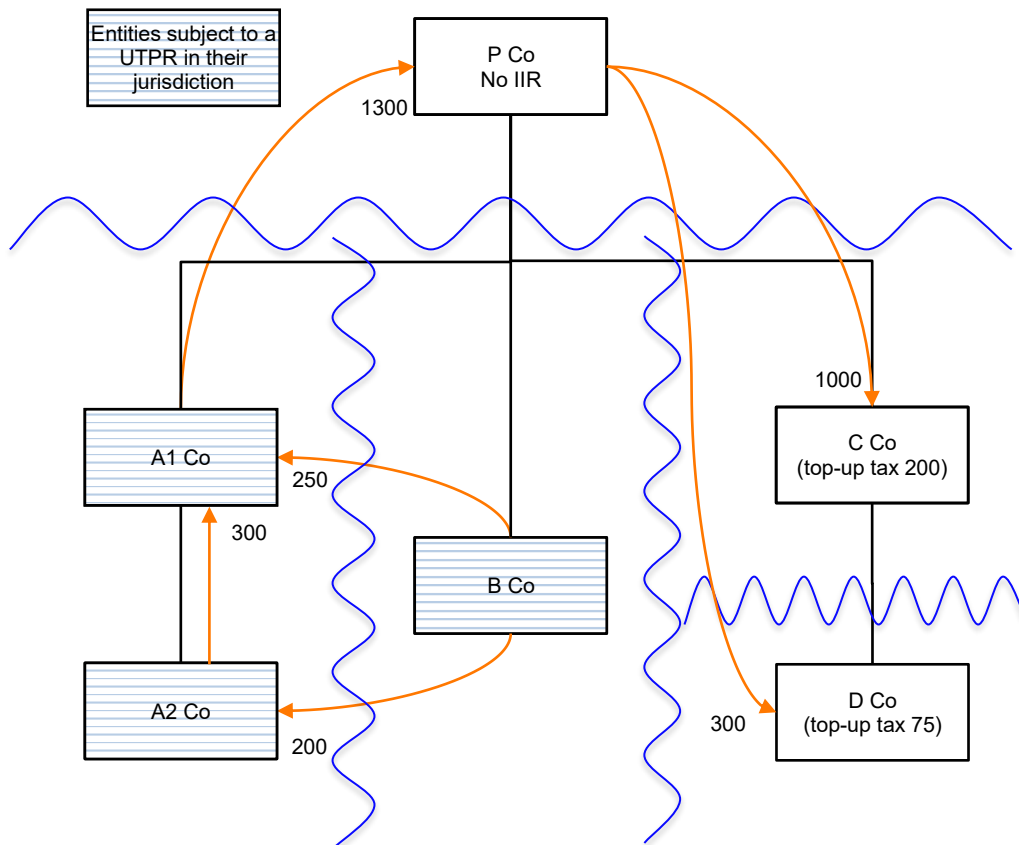 Entities subject to a
UTPR in their
jurisdiction
P Co
No IIR
1300
1000
A1 Co
250
C Co
(top-up tax 200)
300
B Co
A2 Co
200
300
D Co
(top-up tax 75)